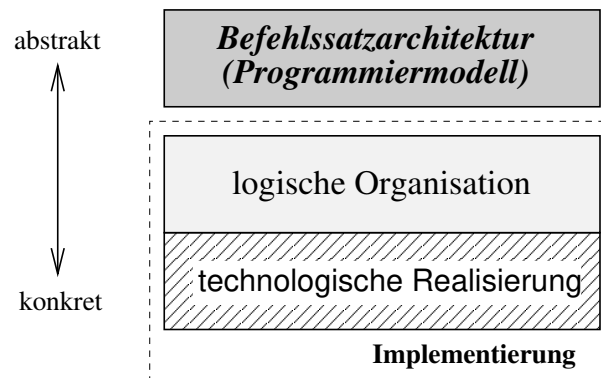 abstrakt
Befehlssatzarchitektur
(Programmiermodell)
logische Organisation
technologische Realisierung
konkret
Implementierung